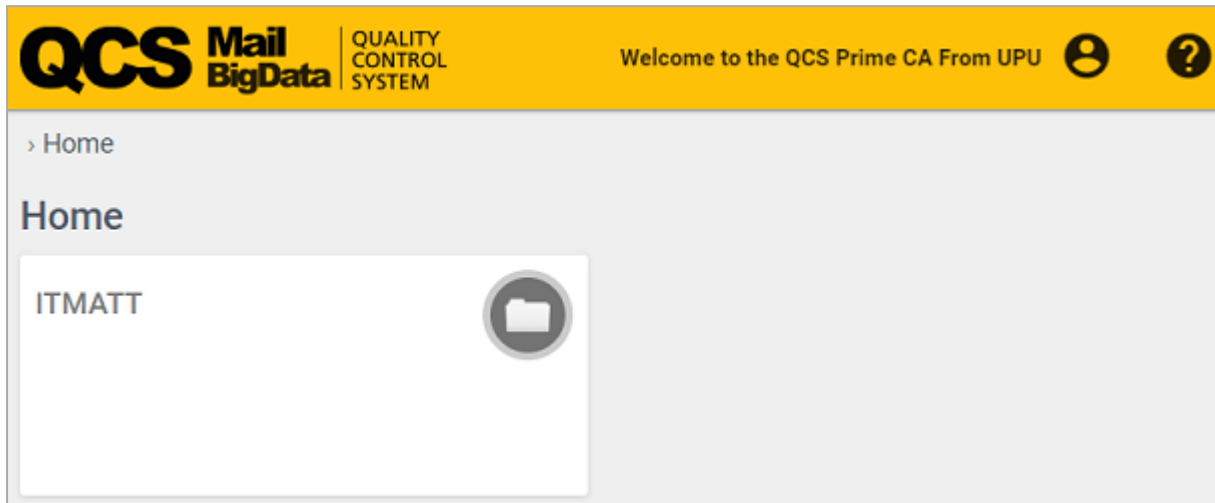 QCS Mail BigData QUALITY CONTROL SYSTEM
Welcome to the QCS Prime CA From UPU
› Home
Home
ITMATT